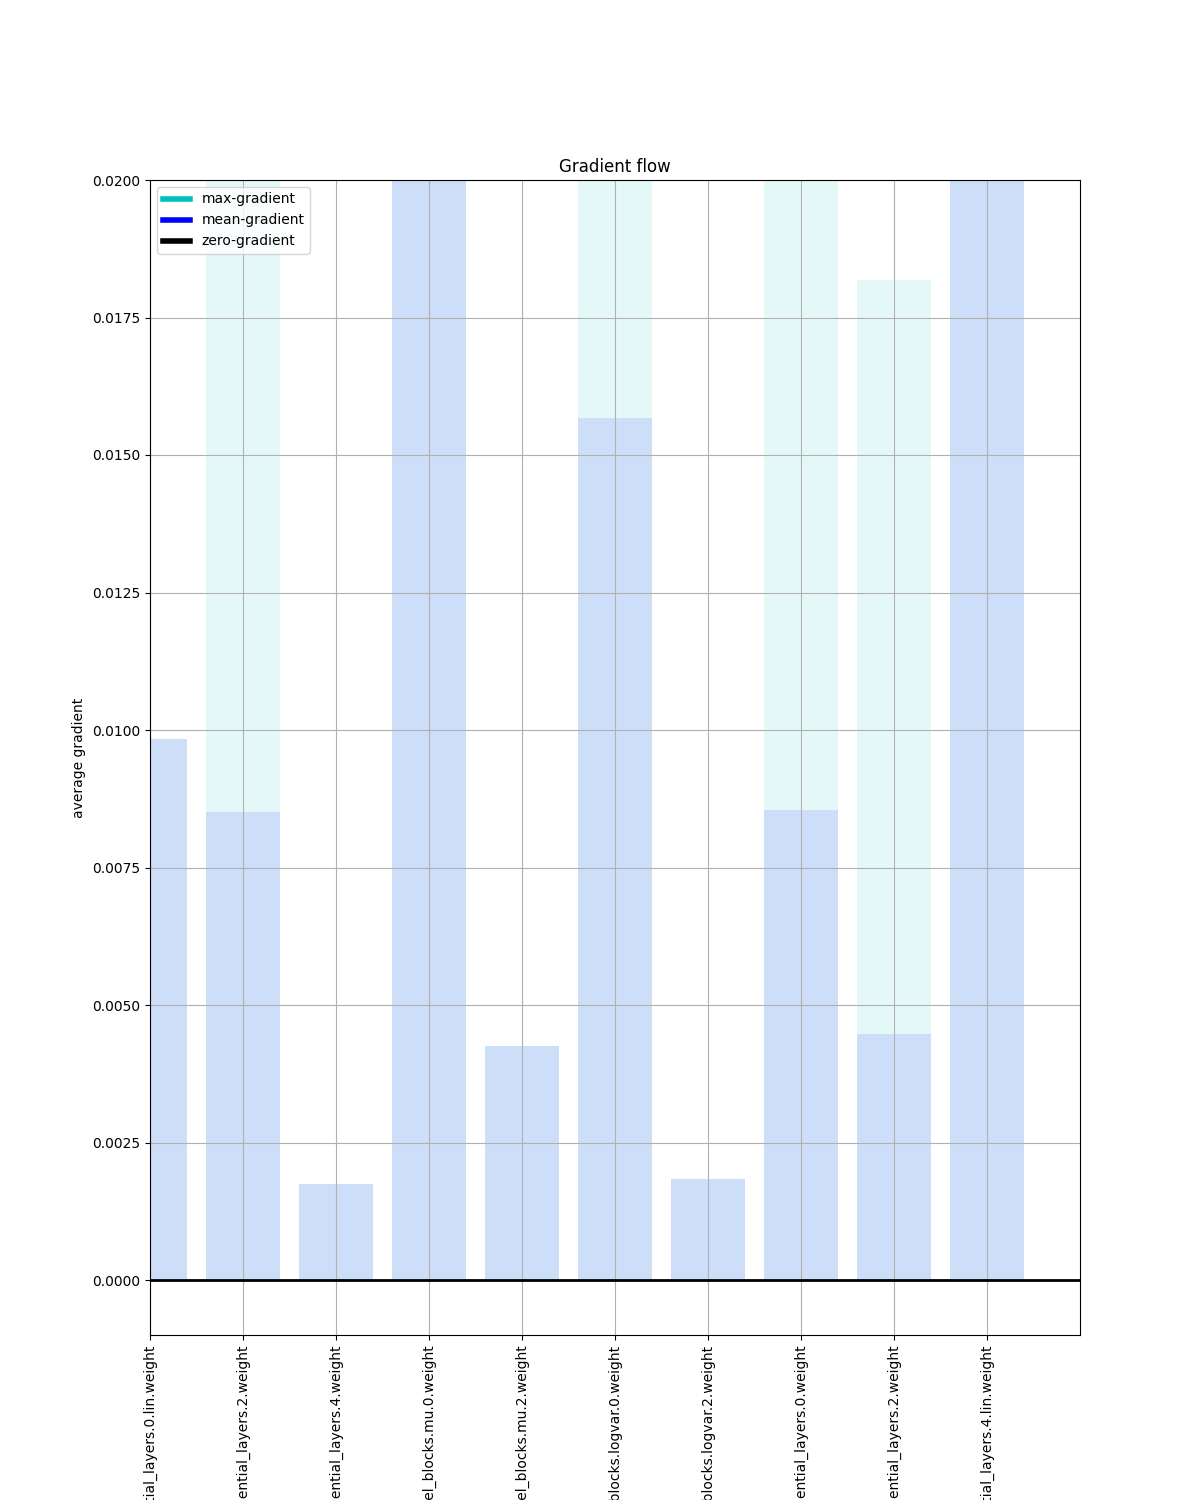 Gradient flow
max-gradient
mean-gradient
zero-gradient
0.0200
0.0175
0.0150
0.0125
0.0100
0.0075
0.0050
0.0025
0.0000
average gradient
tial_layers.0.lin.weight
ential_layers.2.weight
ential_layers.4.weight
el_blocks.mu.0.weight
el_blocks.mu.2.weight
blocks.logvar.0.weight
blocks.logvar.2.weight
ential_layers.0.weight
ential_layers.2.weight
tial_layers.4.lin.weight